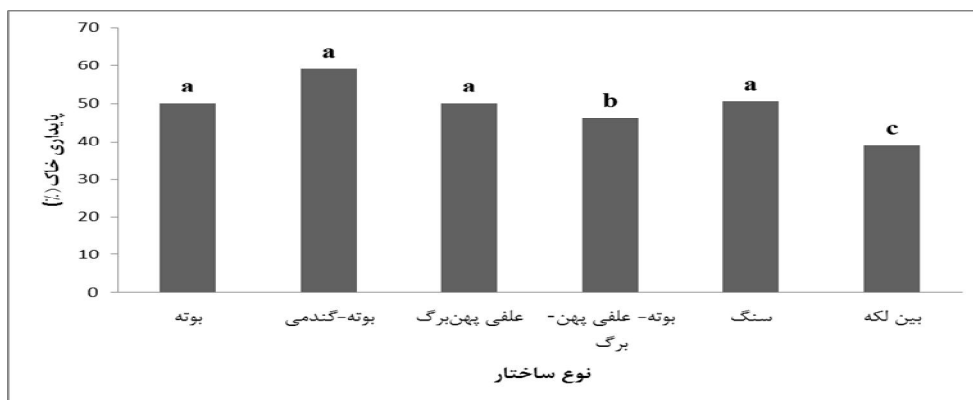 پایداری خاک (٪)
70
60
50
40
30
20
10
0
a
a
a
b
a
c
بوته
بوته-گندمی
علفی پهن‌برگ
بوته- علفی پهن-
برگ
سنگ
بین لکه
نوع ساختار